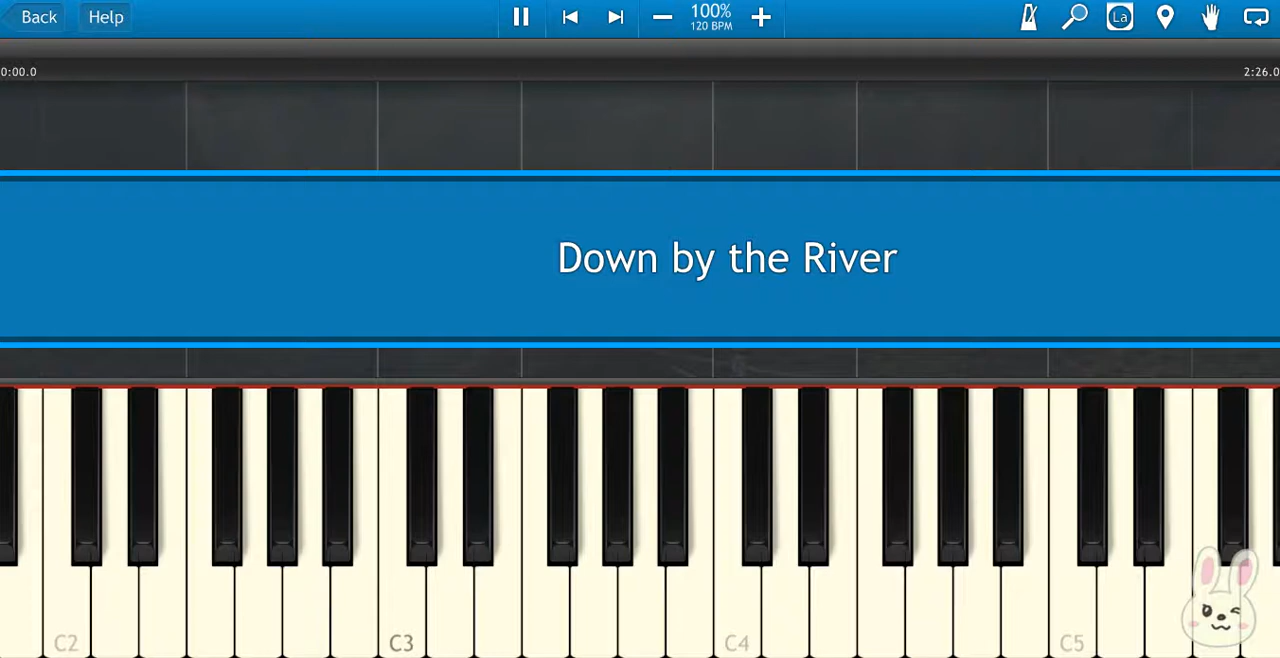 Back
Help
100%
120 BPM
La
0:00.0
2:26.0
Down by the River
C2
C3
C4
C5